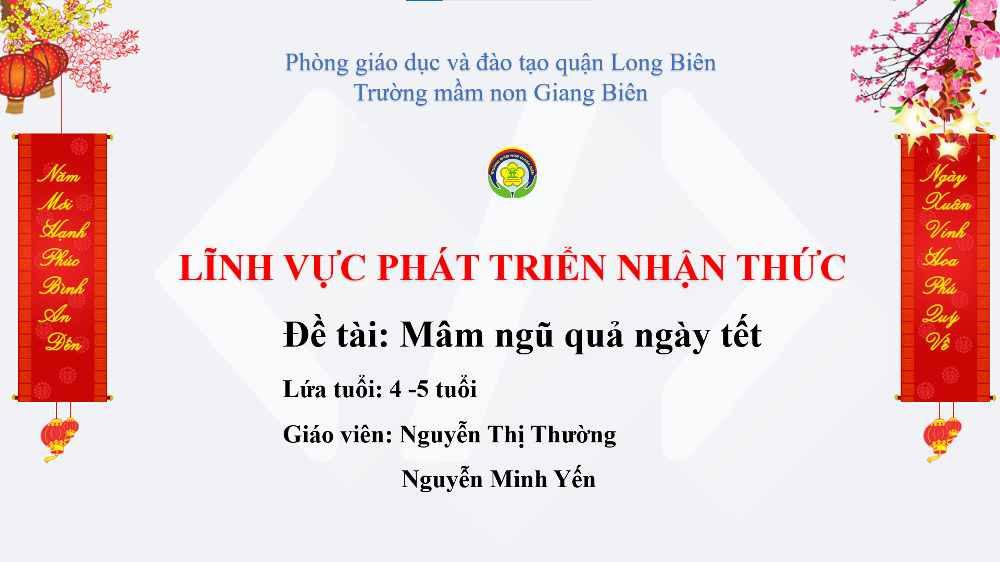 Phòng giáo dục và đào tạo quận Long Biên
Trường mầm non Giang Biên
TRƯỜNG MẦM NON GIANG BIÊN
Năm
Mới
Hạnh
Phúc
Bình
An
Đến
LĨNH VỰC PHÁT TRIỂN NHẬN THỨC
Đề tài: Mâm ngũ quả ngày tết
Lứa tuổi: 4 -5 tuổi
Giáo viên: Nguyễn Thị Thường
Nguyễn Minh Yến
Ngày
Xuân
Vinh
Hoa
Phú
Quý
Về